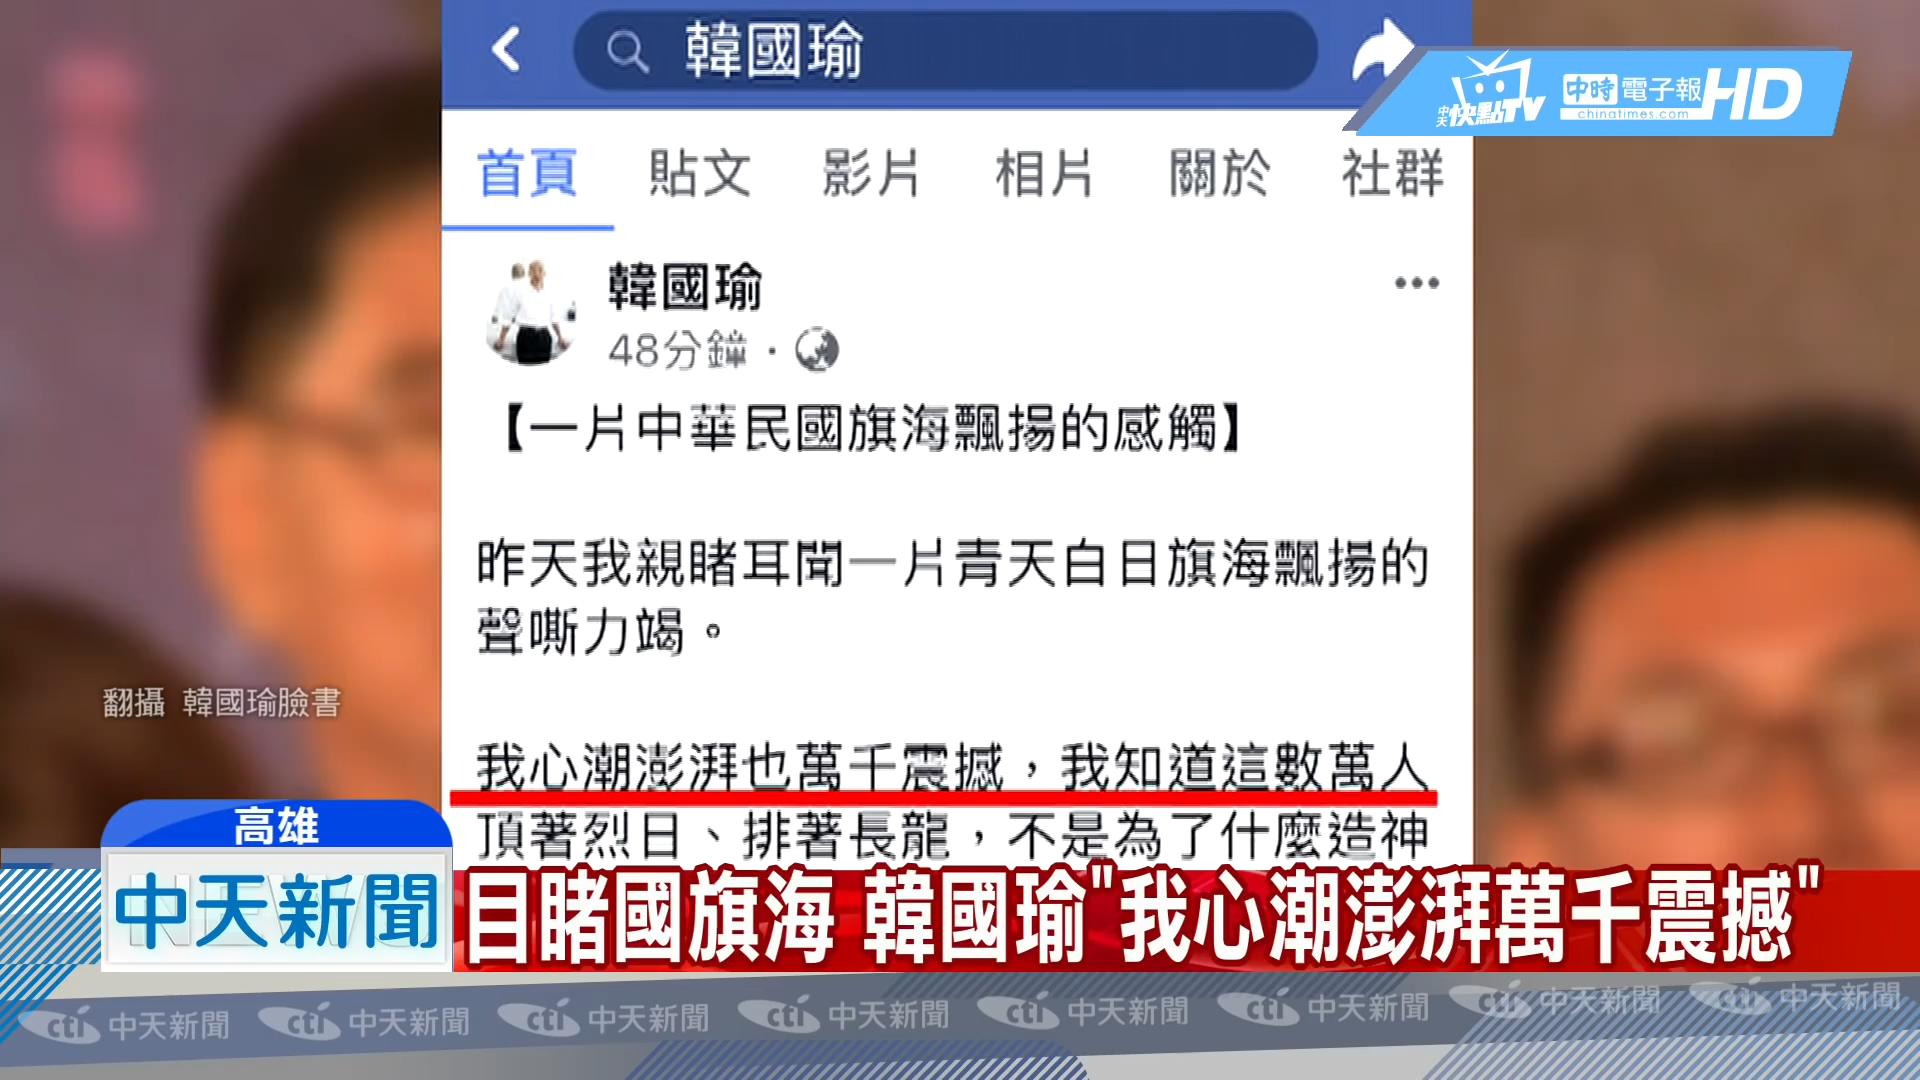 韓國瑜
中天快點TV 中時電子報 HD
chinatimes.com
首頁 貼文 影片 相片 關於 社群
韓國瑜
48分鐘
【一片中華民國旗海飄揚的感觸】
昨天我親睹耳聞一片青天白日旗海飄揚的
聲嘶力竭。
翻攝 韓國瑜臉書
我心潮澎湃也萬千震撼，我知道這數萬人
頂著烈日、排著長龍，不是為了什麼造神
高雄
中天新聞
NEWS
目睹國旗海 韓國瑜"我心潮澎湃萬千震撼"
cti 中天新聞 cti 中天新聞 cti 中天新聞 cti 中天新聞 cti 中天新聞 cti 中天新聞 cti 中天新聞 cti 中天新聞